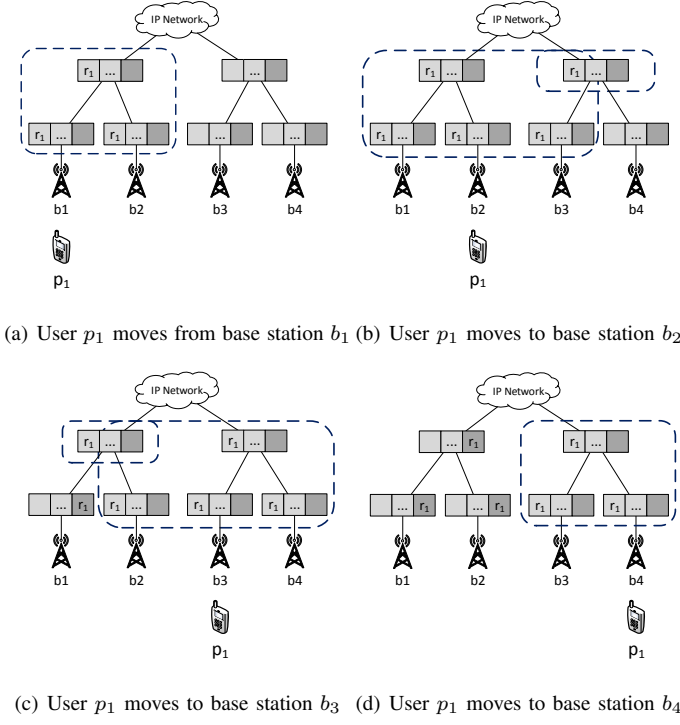 IP Network
IP Network
r1 ...
...
r1 ...
r1 ...
r1 ... r1 ... ... ...
r1 ... r1 ... r1 ... ...
b1 b2 b3 b4
b1 b2 b3 b4
p1
p1
(a) User p1 moves from base station b1 (b) User p1 moves to base station b2
IP Network
IP Network
r1 ...
r1 ...
... r1
r1 ...
... r1 r1 ... r1 ... r1 ...
... r1 ... r1 r1 ... r1 ...
b1 b2 b3 b4
b1 b2 b3 b4
p1
p1
(c) User p1 moves to base station b3 (d) User p1 moves to base station b4